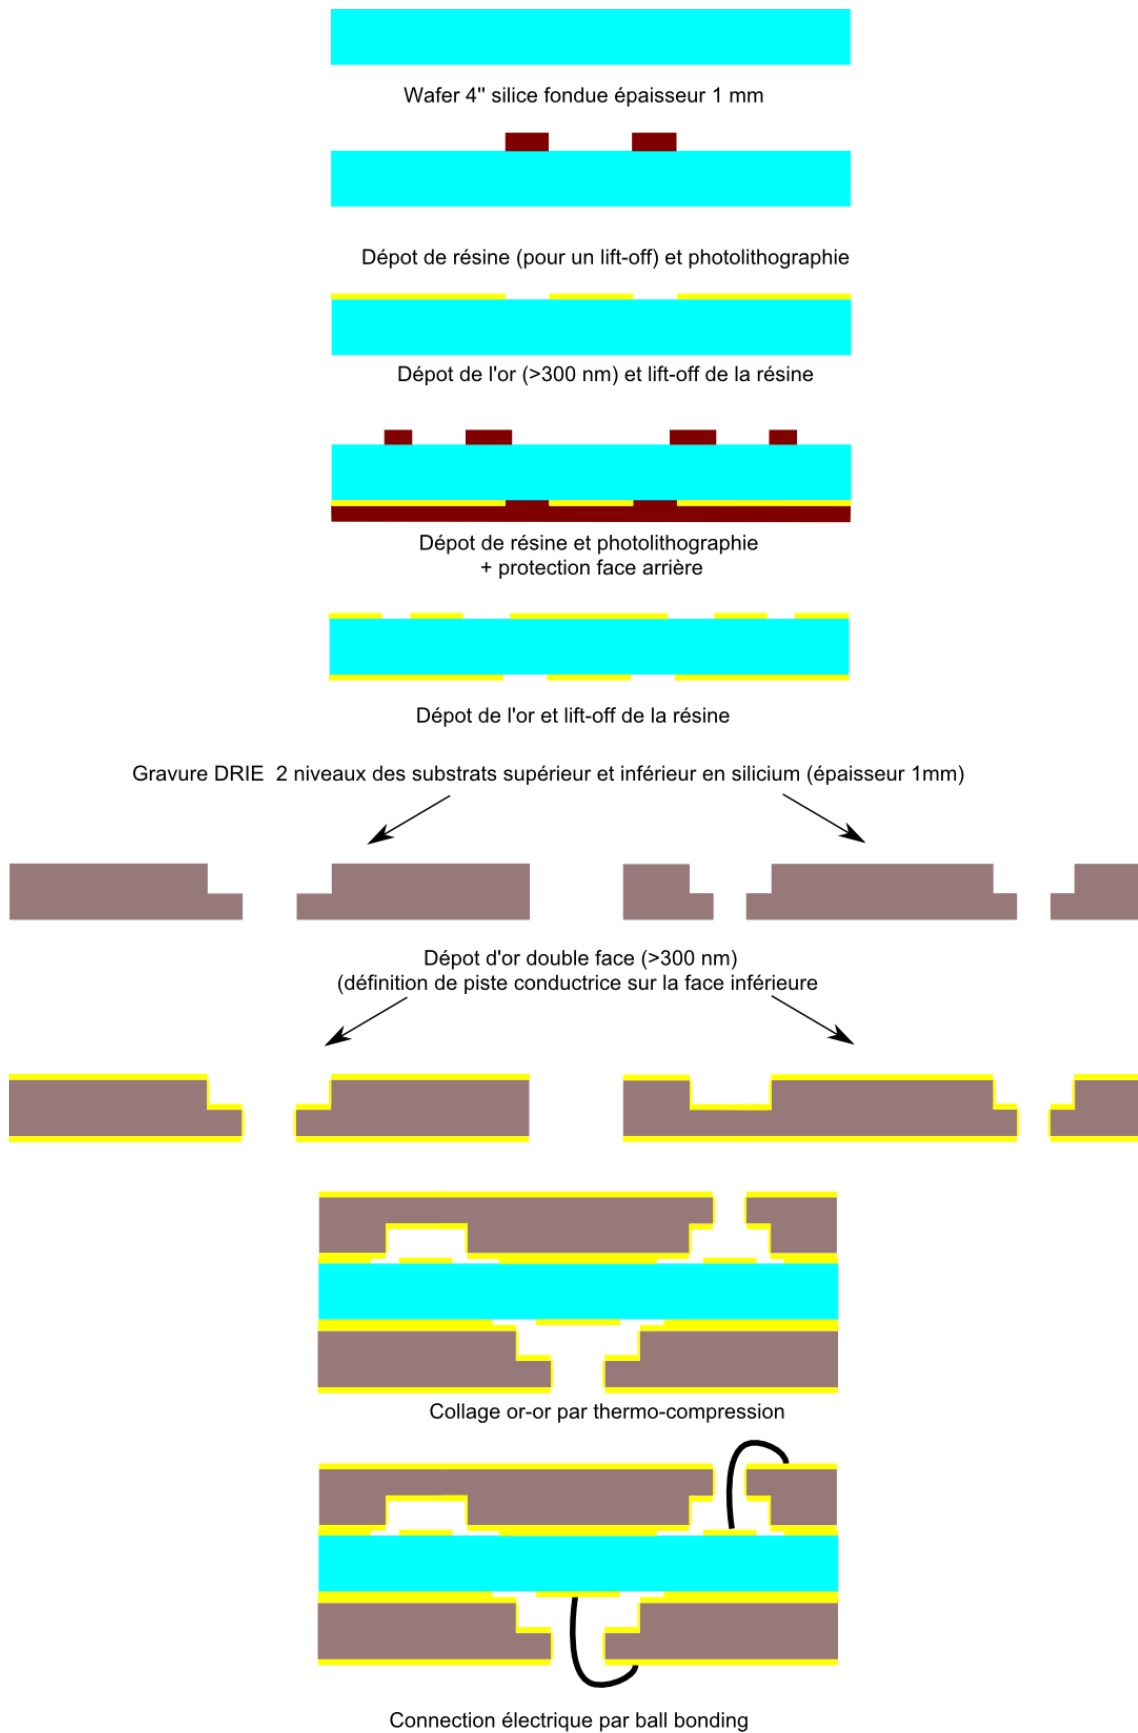 Wafer 4'' silice fondue épaisseur 1 mm
Dépot de résine (pour un lift-off) et photolithographie
Dépot de l'or (>300 nm) et lift-off de la résine
Dépot de résine et photolithographie
+ protection face arrière
Dépot de l'or et lift-off de la résine
Gravure DRIE 2 niveaux des substrats supérieur et inférieur en silicium (épaisseur 1mm)
Dépot d'or double face (>300 nm)
(définition de piste conductrice sur la face inférieure
Collage or-or par thermo-compression
Connection électrique par ball bonding